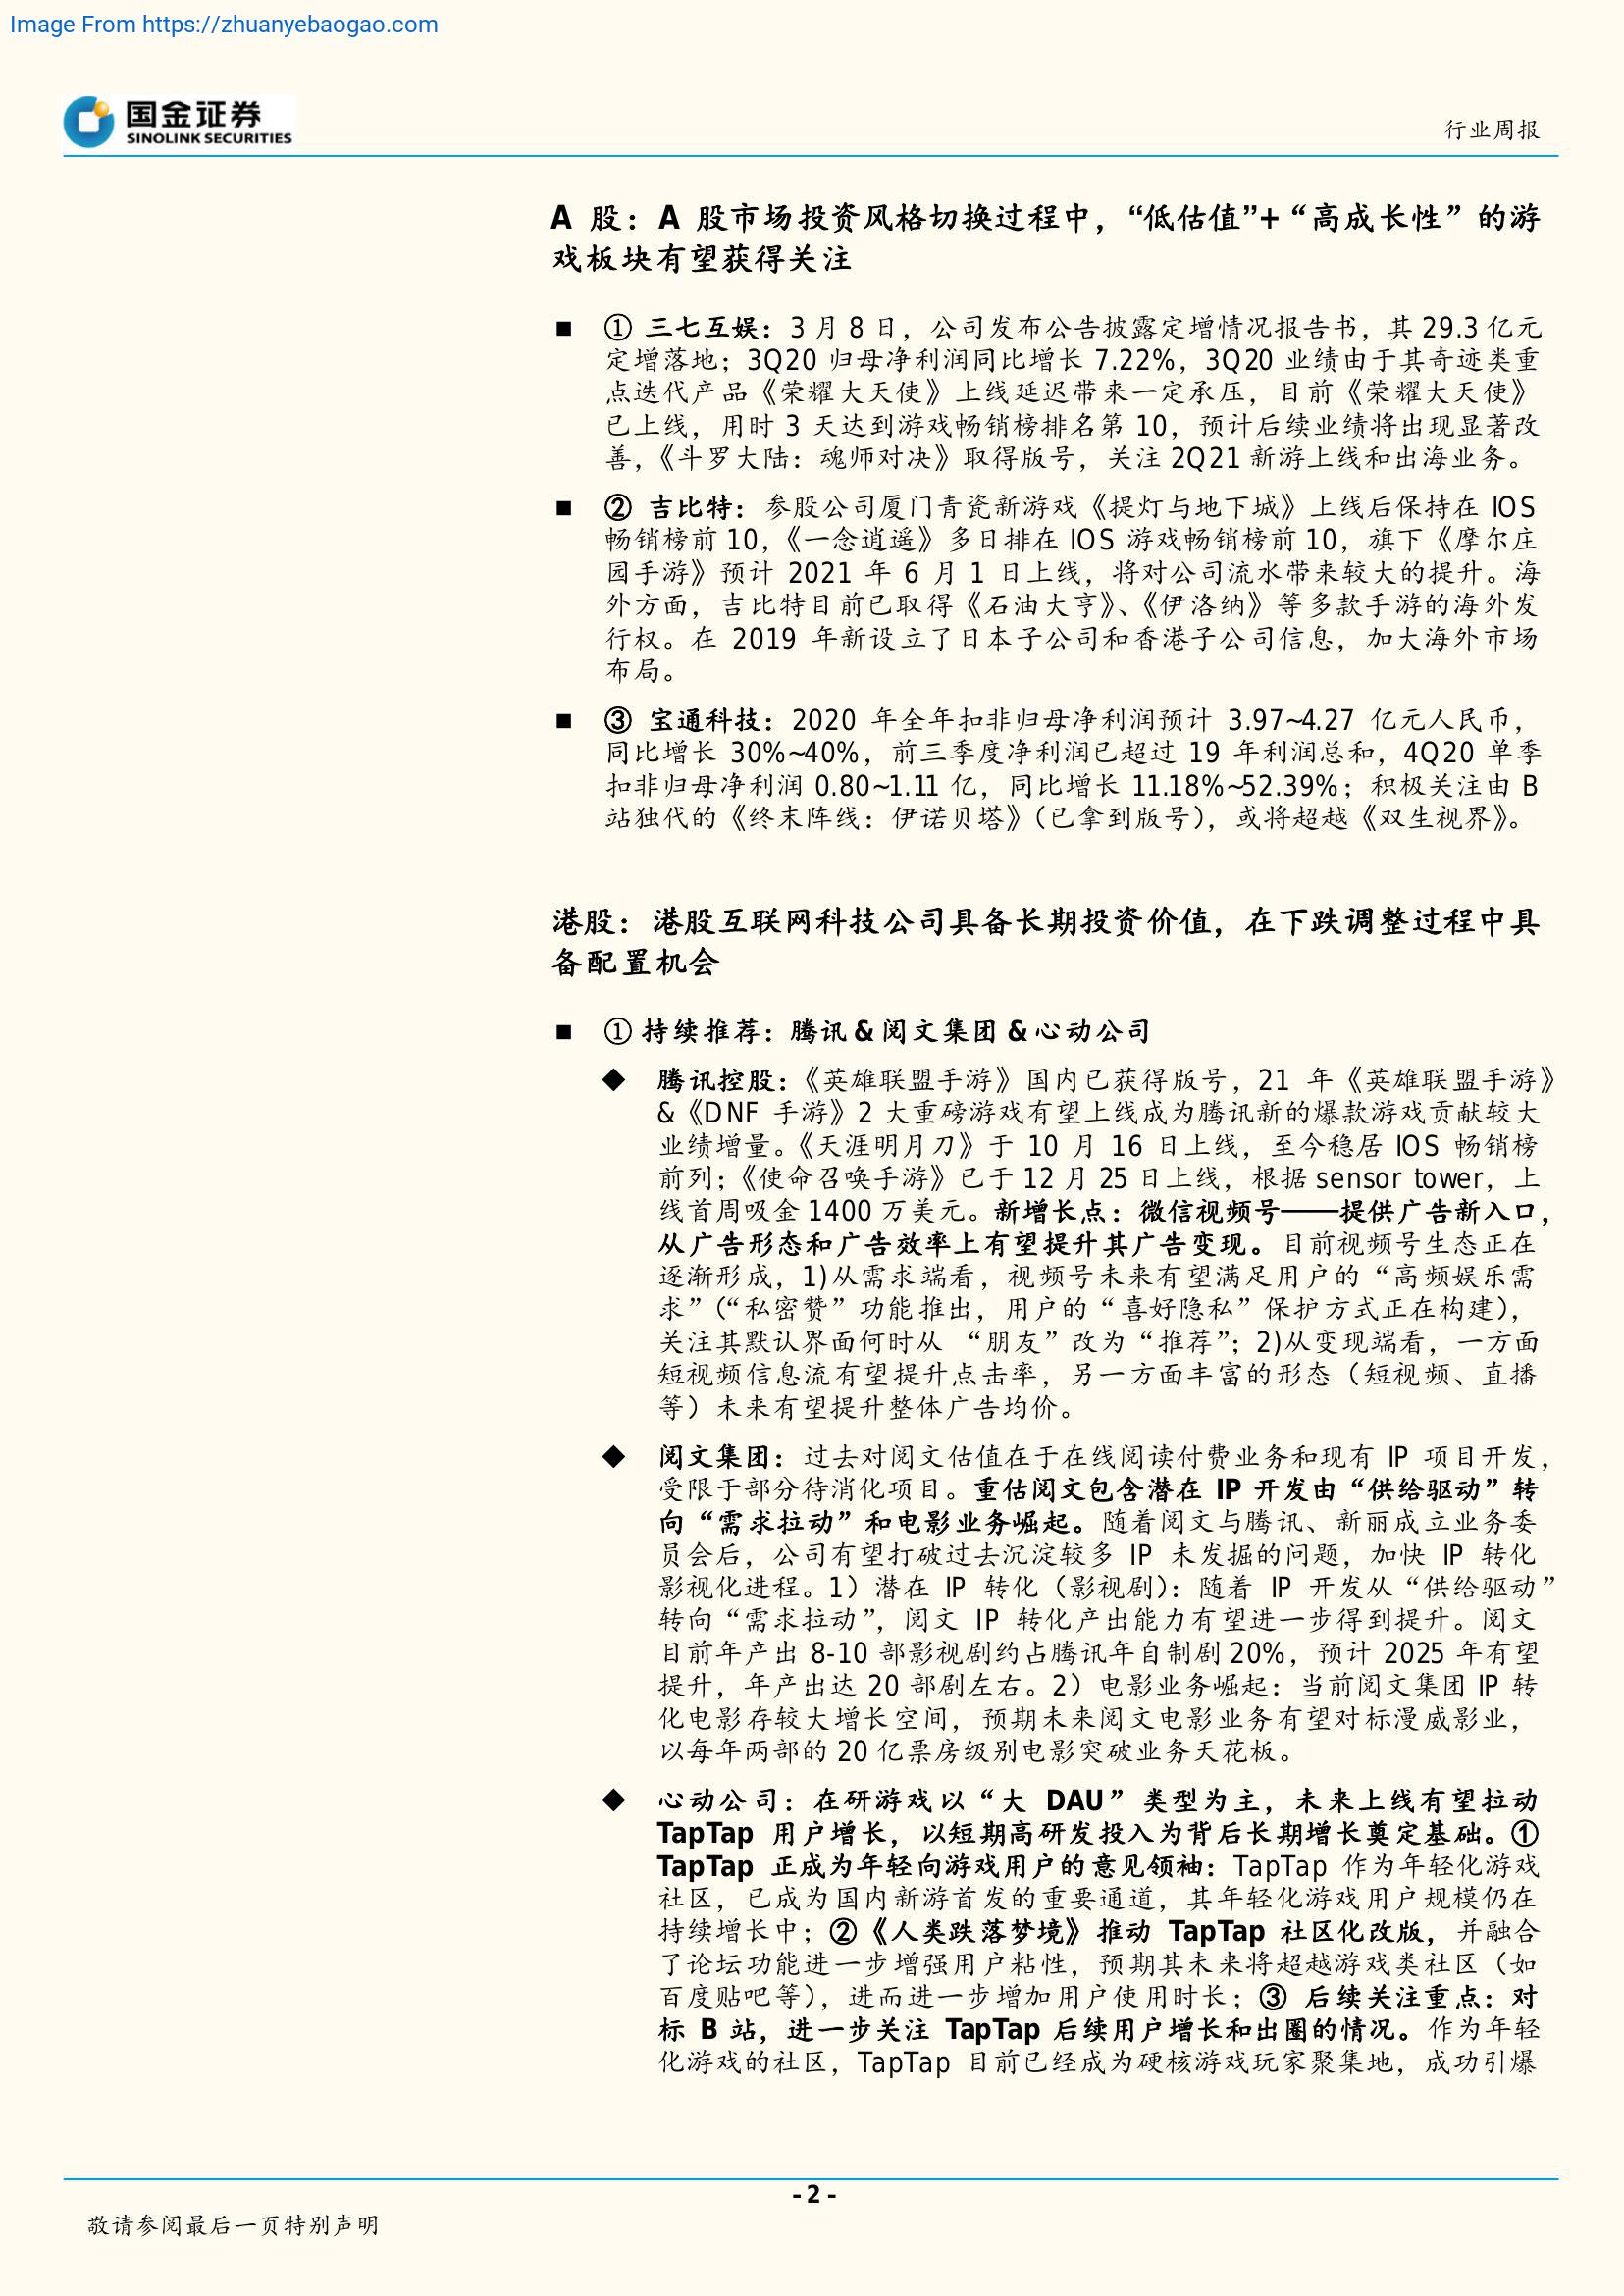 Image From https://zhuanyebaogao.com
国金证券
SINOLINK SECURITIES
行业周报
A 股：A 股市场投资风格切换过程中，“低估值”+“高成长性”的游
戏板块有望获得关注
■ ① 三七互娱：3 月 8 日，公司发布公告披露定增情况报告书，其 29.3 亿元
定增落地；3Q20 归母净利润同比增长 7.22%，3Q20 业绩由于其奇迹类重
点迭代产品《荣耀大天使》上线延迟带来一定承压，目前《荣耀大天使》
已上线，用时 3 天达到游戏畅销榜排名第 10，预计后续业绩将出现显著改
善，《斗罗大陆：魂师对决》取得版号，关注 2Q21 新游上线和出海业务。
■ ② 吉比特：参股公司厦门青瓷新游戏《提灯与地下城》上线后保持在 IOS
畅销榜前 10，《一念逍遥》多日排在 IOS 游戏畅销榜前 10，旗下《摩尔庄
园手游》预计 2021 年 6 月 1 日上线，将对公司流水带来较大的提升。海
外方面，吉比特目前已取得《石油大亨》、《伊洛纳》等多款手游的海外发
行权。在 2019 年新设立了日本子公司和香港子公司信息，加大海外市场
布局。
■ ③ 宝通科技：2020 年全年扣非归母净利润预计 3.97~4.27 亿元人民币，
同比增长 30%~40%，前三季度净利润已超过 19 年利润总和，4Q20 单季
扣非归母净利润 0.80~1.11 亿，同比增长 11.18%~52.39%；积极关注由 B
站独代的《终末阵线：伊诺贝塔》（已拿到版号），或将超越《双生视界》。
港股：港股互联网科技公司具备长期投资价值，在下跌调整过程中具
备配置机会
■ ① 持续推荐：腾讯＆阅文集团＆心动公司
◆ 腾讯控股：《英雄联盟手游》国内已获得版号，21 年《英雄联盟手游》
&《DNF 手游》2 大重磅游戏有望上线成为腾讯新的爆款游戏贡献较大
业绩增量。《天涯明月刀》于 10 月 16 日上线，至今稳居 IOS 畅销榜
前列；《使命召唤手游》已于 12 月 25 日上线，根据 sensor tower，上
线首周吸金 1400 万美元。新增长点：微信视频号——提供广告新入口，
从广告形态和广告效率上有望提升其广告变现。目前视频号生态正在
逐渐形成，1)从需求端看，视频号未来有望满足用户的“高频娱乐需
求”（“私密赞”功能推出，用户的“喜好隐私”保护方式正在构建），
关注其默认界面何时从 “朋友”改为“推荐”；2)从变现端看，一方面
短视频信息流有望提升点击率，另一方面丰富的形态（短视频、直播
等）未来有望提升整体广告均价。
◆ 阅文集团：过去对阅文估值在于在线阅读付费业务和现有 IP 项目开发，
受限于部分待消化项目。重估阅文包含潜在 IP 开发由“供给驱动”转
向“需求拉动”和电影业务崛起。随着阅文与腾讯、新丽成立业务委
员会后，公司有望打破过去沉淀较多 IP 未发掘的问题，加快 IP 转化
影视化进程。1）潜在 IP 转化（影视剧）：随着 IP 开发从“供给驱动”
转向“需求拉动”，阅文 IP 转化产出能力有望进一步得到提升。阅文
目前年产出 8-10 部影视剧约占腾讯年自制剧 20%，预计 2025 年有望
提升，年产出达 20 部剧左右。2）电影业务崛起：当前阅文集团 IP 转
化电影存较大增长空间，预期未来阅文电影业务有望对标漫威影业，
以每年两部的 20 亿票房级别电影突破业务天花板。
◆ 心动公司：在研游戏以“大 DAU”类型为主，未来上线有望拉动
TapTap 用户增长，以短期高研发投入为背后长期增长奠定基础。①
TapTap 正成为年轻向游戏用户的意见领袖：TapTap 作为年轻化游戏
社区，已成为国内新游首发的重要通道，其年轻化游戏用户规模仍在
持续增长中；②《人类跌落梦境》推动 TapTap 社区化改版，并融合
了论坛功能进一步增强用户粘性，预期其未来将超越游戏类社区（如
百度贴吧等），进而进一步增加用户使用时长；③ 后续关注重点：对
标 B 站，进一步关注 TapTap 后续用户增长和出圈的情况。作为年轻
化游戏的社区，TapTap 目前已经成为硬核游戏玩家聚集地，成功引爆
- 2 -
敬请参阅最后一页特别声明